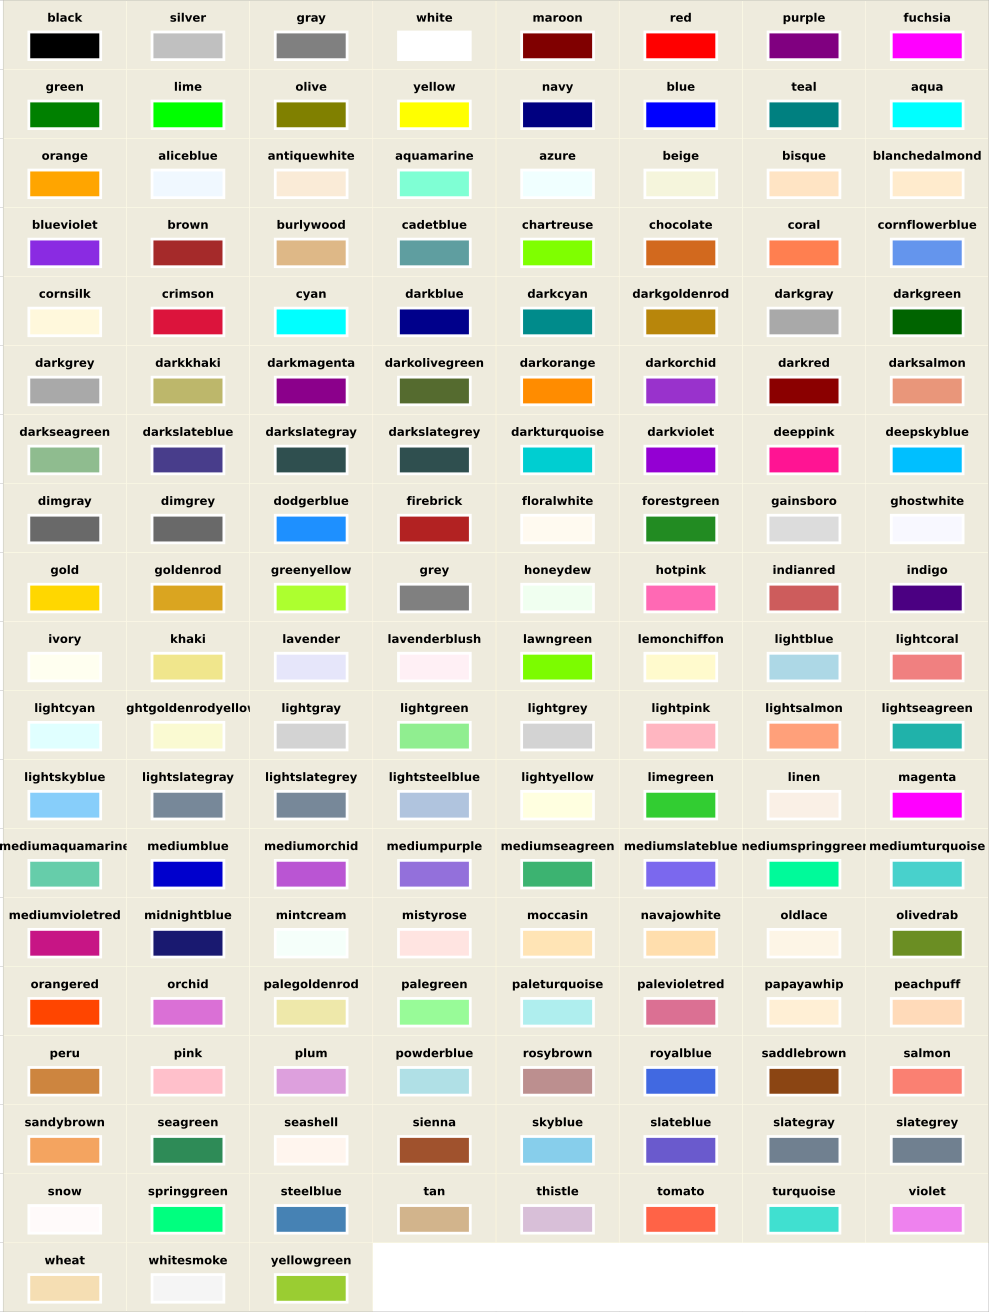 black silver gray white maroon red purple fuchsia
green lime olive yellow navy blue teal aqua
orange aliceblue antiquewhite aquamarine azure beige bisque blanchedalmond
blueviolet brown burlywood cadetblue chartreuse chocolate coral cornflowerblue
cornsilk crimson cyan darkblue darkcyan darkgoldenrod darkgray darkgreen
darkgrey darkkhaki darkmagenta darkolivegreen darkorange darkorchid darkred darksalmon
darkseagreen darkslateblue darkslategray darkslategrey darkturquoise darkviolet deeppink deepskyblue
dimgray dimgrey dodgerblue firebrick floralwhite forestgreen gainsboro ghostwhite
gold goldenrod greenyellow grey honeydew hotpink indianred indigo
ivory khaki lavender lavenderblush lawngreen lemonchiffon lightblue lightcoral
lightcyan ghtgoldenrodyellow lightgray lightgreen lightgrey lightpink lightsalmon lightseagreen
lightskyblue lightslategray lightslategrey lightsteelblue lightyellow limegreen linen magenta
mediumaquamarine mediumblue mediumorchid mediumpurple mediumseagreen mediumslateblue mediumspringgreen mediumturquoise
mediumvioletred midnightblue mintcream mistyrose moccasin navajowhite oldlace olivedrab
orangered orchid palegoldenrod palegreen paleturquoise palevioletred papayawhip peachpuff
peru pink plum powderblue rosybrown royalblue saddlebrown salmon
sandybrown seagreen seashell sienna skyblue slateblue slategray slategrey
snow springgreen steelblue tan thistle tomato turquoise violet
wheat whitesmoke yellowgreen